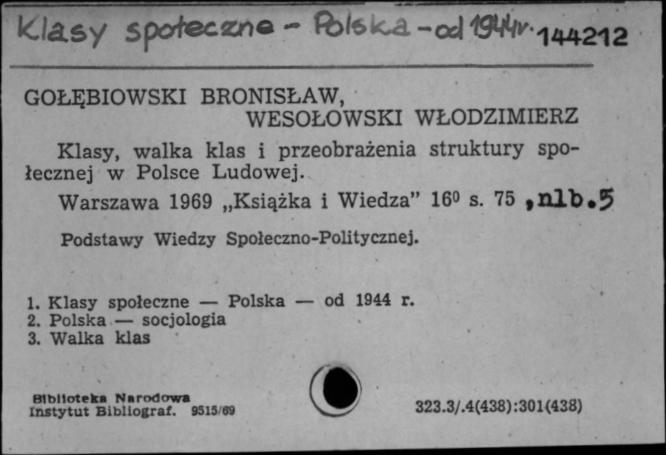 Klasy społeczne - Polska - od 1944r. 144212
GOŁĘBIOWSKI BRONISŁAW,
WESOŁOWSKI WŁODZIMIERZ
Klasy, walka klas i przeobrażenia struktury spo-
łecznej w Polsce Ludowej.
Warszawa 1969 „Książka i Wiedza” 16⁰ s. 75 , nlb.5
Podstawy Wiedzy Społeczno-Politycznej.
1. Klasy społeczne — Polska — od 1944 r.
2. Polska — socjologia
3. Walka klas
Biblioteka Narodowa
Instytut Bibliograf. 9515/69
323.3/.4(438):301(438)